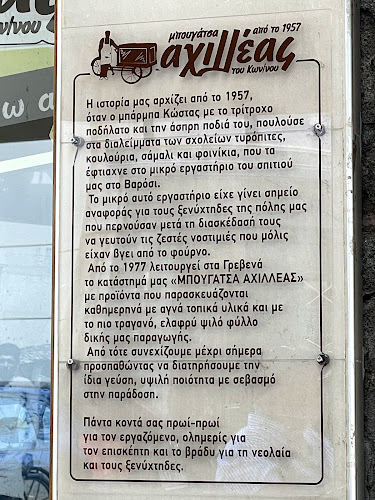 μπουγάτσα από το 1957
αχιλλέας
του Κων/νου
Η ιστορία μας αρχίζει από το 1957,
όταν ο μπάρμπα Κώστας με το τρίτροχο
ποδήλατο και την άσπρη ποδιά του, πουλούσε
στα διαλείμματα των σχολείων τυρόπιτες,
κουλούρια, σάμαλι και φοινίκια, που τα
έφτιαχνε στο μικρό εργαστήριο του σπιτιού
μας στο Βαρόσι.
Το μικρό αυτό εργαστήριο είχε γίνει σημείο
αναφοράς για τους ξενύχτηδες της πόλης μας
που περνούσαν μετά τη διασκέδασή τους
να γευτούν τις ζεστές νοστιμιές που μόλις
είχαν βγει από το φούρνο.
Από το 1977 λειτουργεί στα Γρεβενά
το κατάστημά μας «ΜΠΟΥΓΑΤΣΑ ΑΧΙΛΛΕΑΣ»
με προϊόντα που παρασκευάζονται
καθημερινά με αγνά τοπικά υλικά και με
το πιο τραγανό, ελαφρύ ψιλό φύλλο
δικής μας παραγωγής.
Από τότε συνεχίζουμε μέχρι σήμερα
προσπαθώντας να διατηρήσουμε την
ίδια γεύση, υψιλή ποιότητα με σεβασμό
στην παράδοση.
Πάντα κοντά σας πρωί-πρωί
για τον εργαζόμενο, ολημερίς για
τον επισκέπτη και το βράδυ για τη νεολαία
και τους ξενύχτηδες.